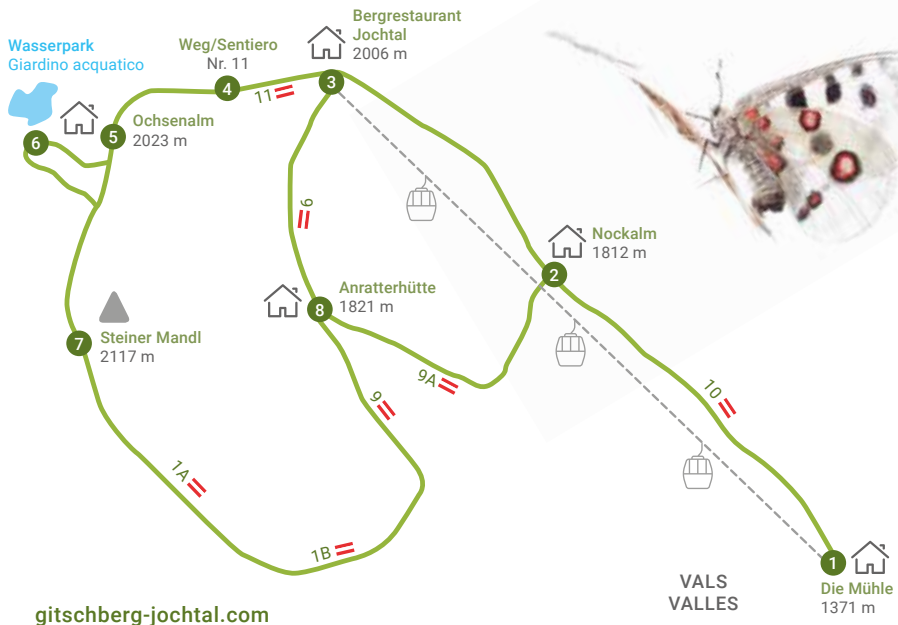 Bergrestaurant
Jochtal
2006 m
Wasserpark
Giardino acquatico
Weg/Sentiero
Nr. 11
3
4
11
Ochsenalm
2023 m
5
6
9
Nockalm
1812 m
2
Anratterhütte
1821 m
8
Steiner Mandl
2117 m
7
9A
9
10
1A
1B
1
Die Mühle
1371 m
VALS
VALLES
gitschberg-jochtal.com